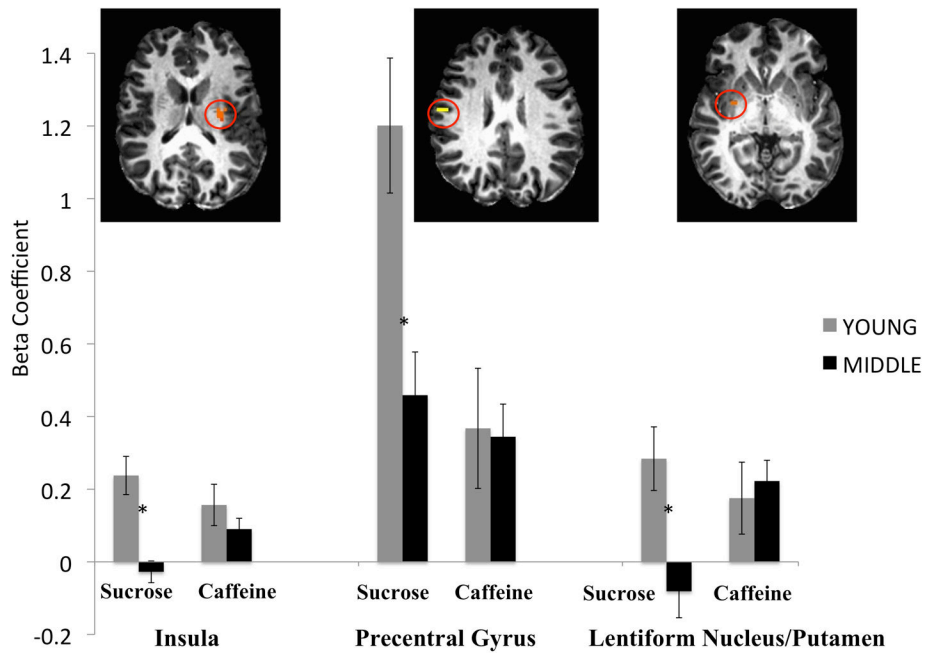 1.4
1.2
1
0.8
0.6
0.4
0.2
0
-0.2
Beta Coefficient
*
*
*
YOUNG
MIDDLE
Sucrose Caffeine Sucrose Caffeine Sucrose Caffeine
Insula Precentral Gyrus Lentiform Nucleus/Putamen